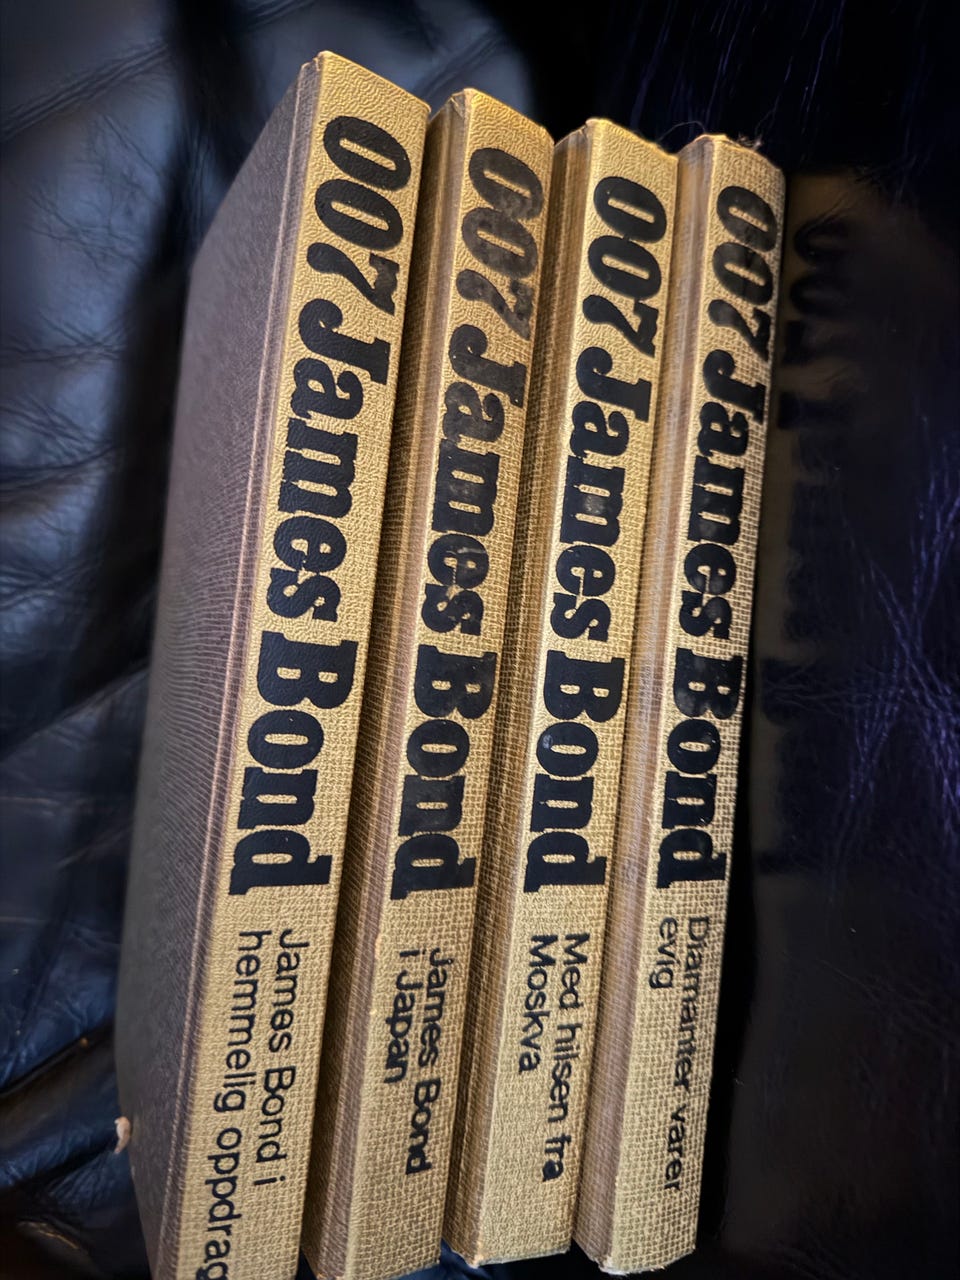 007 James Bond
James Bond i
hemmelig oppdrag
007 James Bond
James Bond
i Japan
007 James Bond
Med hilsen fra
Moskva
007 James Bond
Diamanter varer
evig